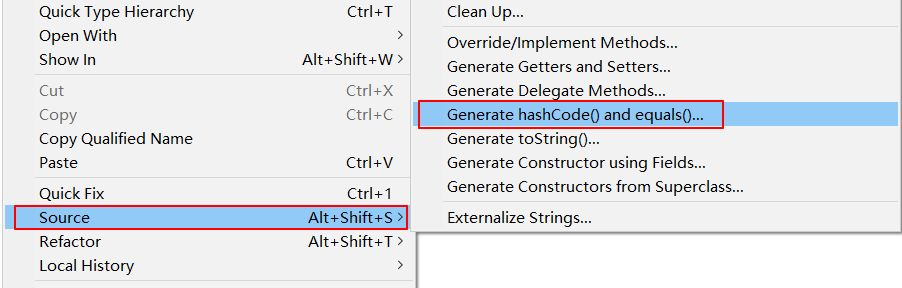 Quick Type Hierarchy Ctrl+T
Open With
Show In Alt+Shift+W
Cut Ctrl+X
Copy Ctrl+C
Copy Qualified Name
Paste Ctrl+V
Quick Fix Ctrl+1
Source Alt+Shift+S
Refactor Alt+Shift+T
Local History
Clean Up...
Override/Implement Methods...
Generate Getters and Setters...
Generate Delegate Methods...
Generate hashCode() and equals()...
Generate toString()...
Generate Constructor using Fields...
Generate Constructors from Superclass...
Externalize Strings...